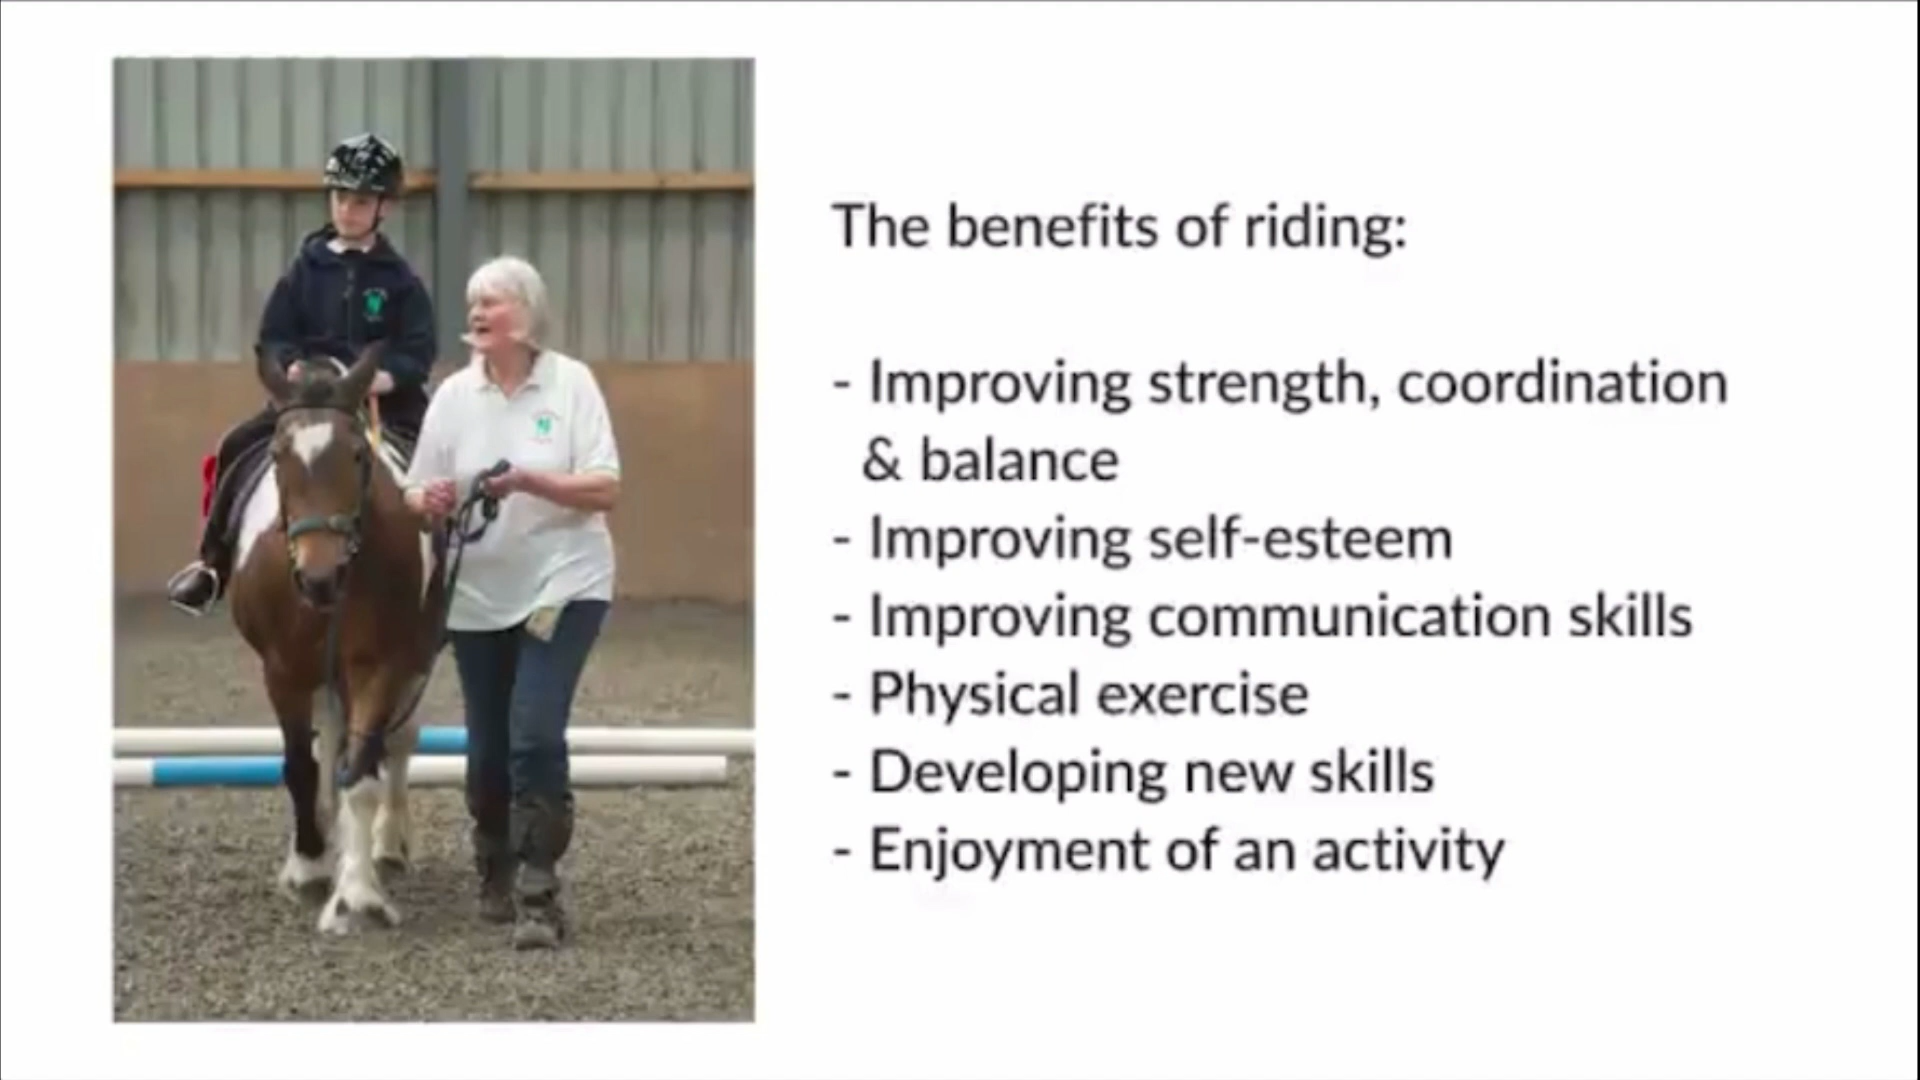 The benefits of riding:
- Improving strength, coordination
& balance
- Improving self-esteem
- Improving communication skills
- Physical exercise
- Developing new skills
- Enjoyment of an activity